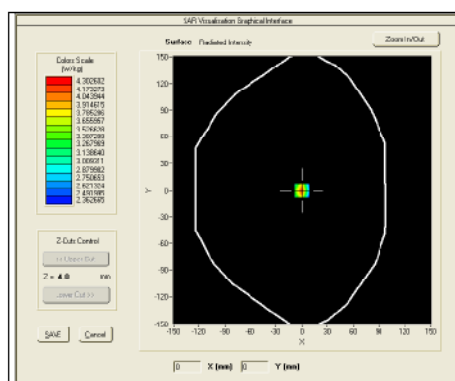 SAR Visualisation Graphical Interface
Surface Radiated Intensity
Zoom In/Out
Colors Scale
(W/kg)
4.302602
4.173273
4.043944
3.914615
3.785286
3.655957
3.526628
3.397299
3.267969
3.138640
3.009311
2.879982
2.750653
2.621324
2.491995
2.362665
150
120
90
60
30
0
-30
-60
-90
-120
-150
Y
-150 -120 -90 -60 -30 0 30 60 90 120 150
X
Z-Cuts Control
<< Upper Cut
Z = 4.0 mm
Lower Cut >>
SAVE Cancel
0 X (mm) 0 Y (mm)